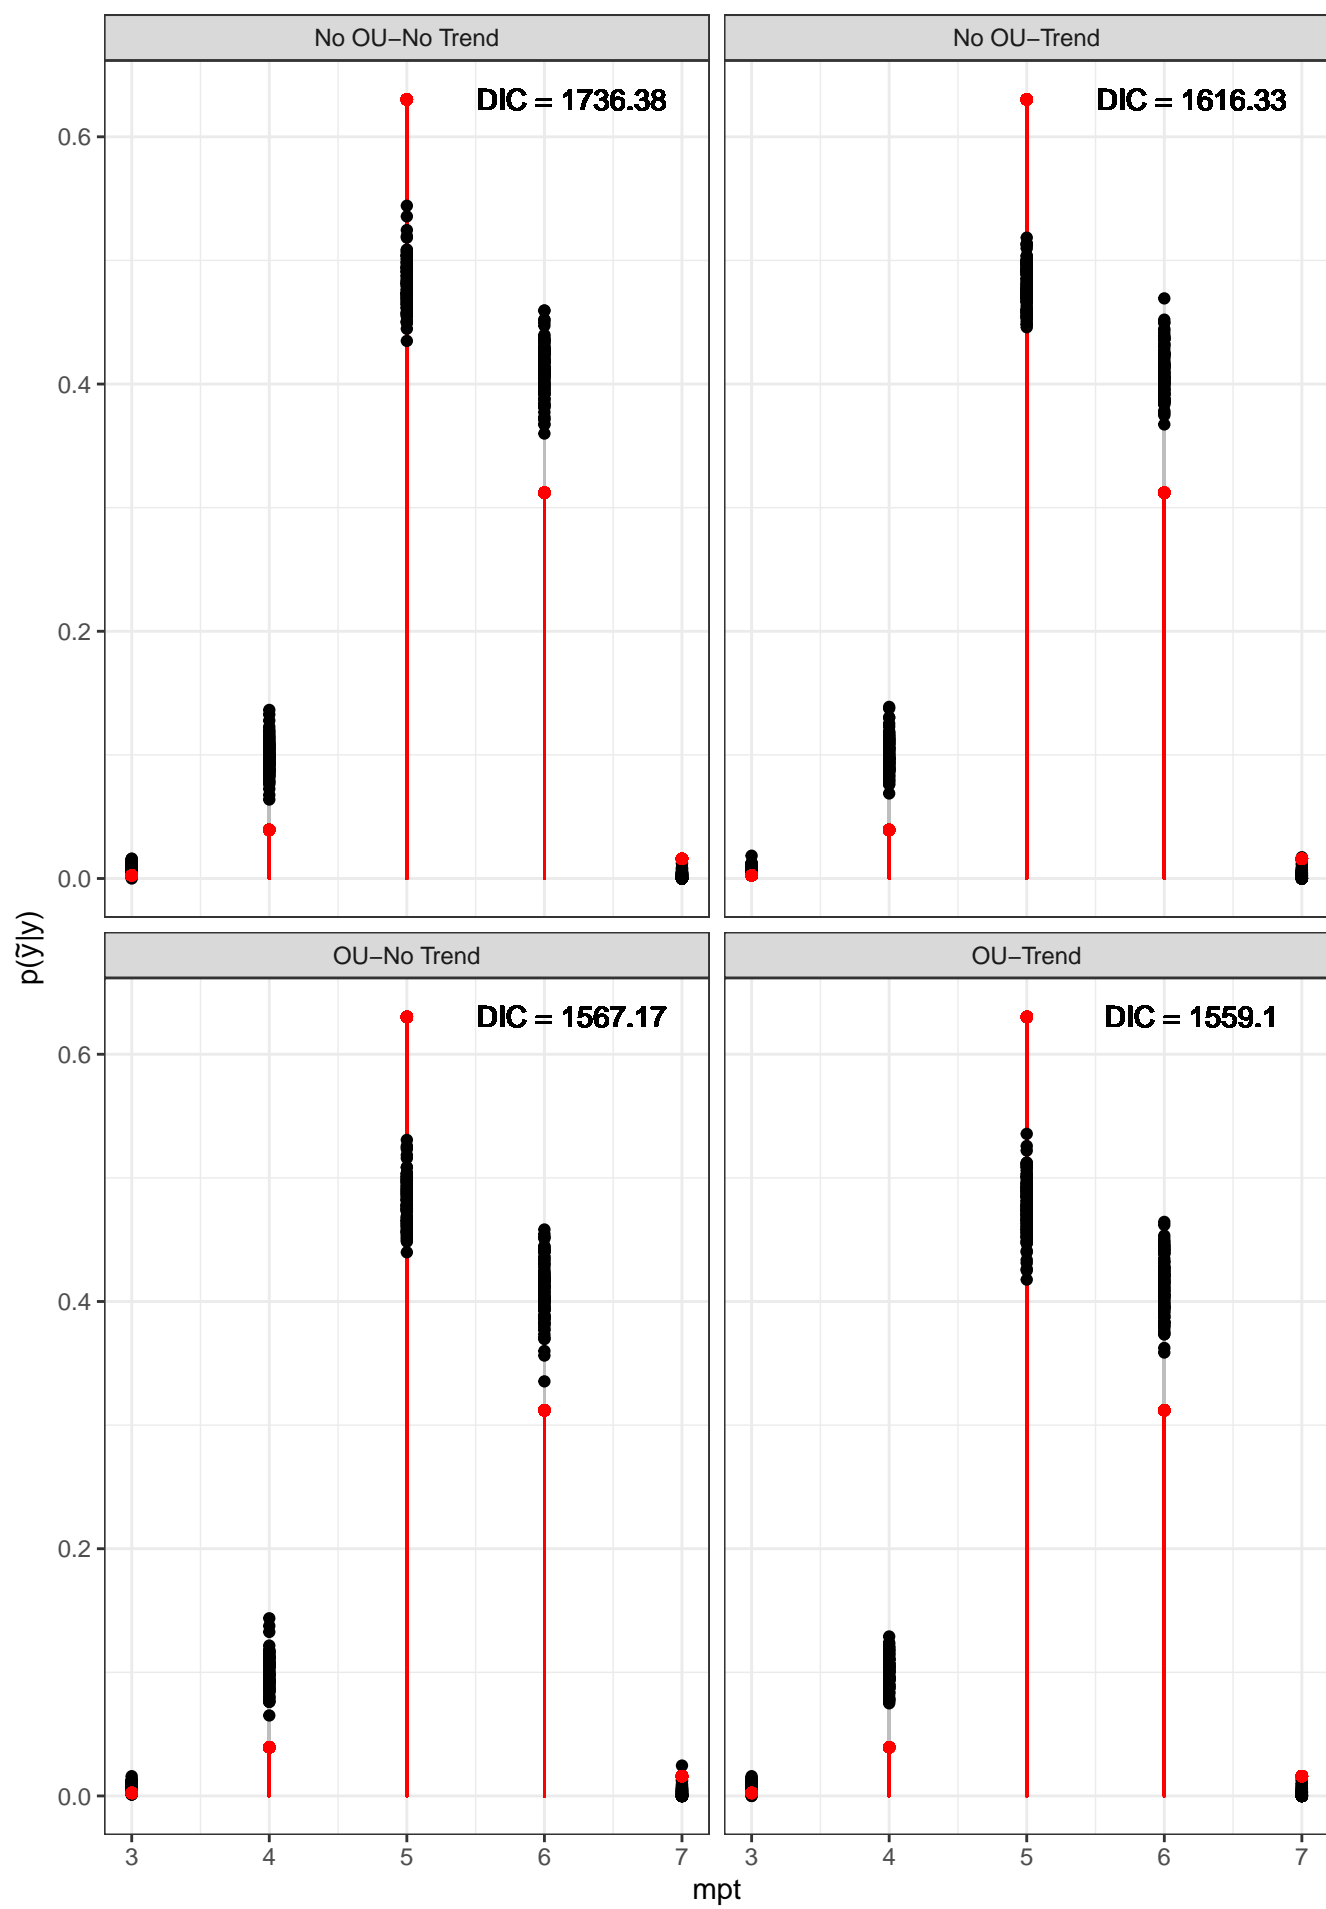 No OU−No Trend
No OU−Trend
DIC = 1736.38
DIC = 1616.33
0.6
0.4
0.2
0.0
p(ỹ|y)
OU−No Trend
OU−Trend
DIC = 1567.17
DIC = 1559.1
0.6
0.4
0.2
0.0
3 4 5 6 7
3 4 5 6 7
mpt